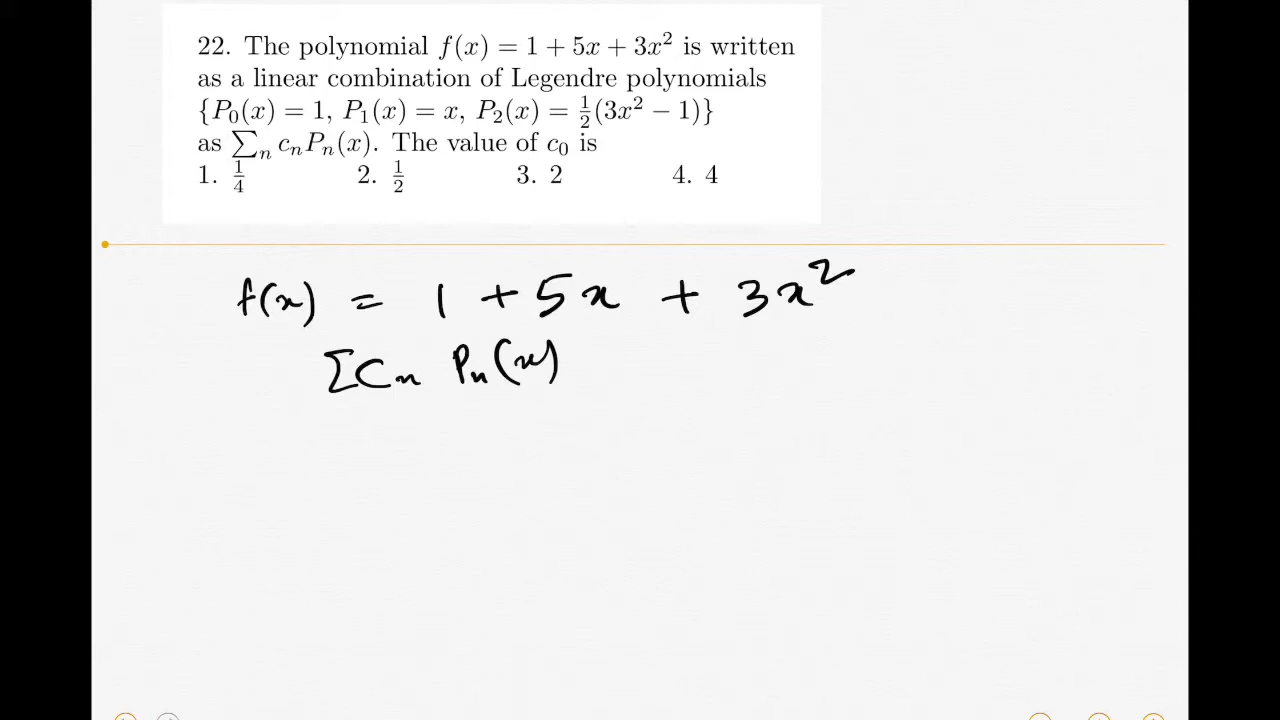 22. The polynomial f(x) = 1 + 5x + 3x² is written
as a linear combination of Legendre polynomials
{P₀(x) = 1, P₁(x) = x, P₂(x) = ½(3x² − 1)}
as ∑ₙ cₙPₙ(x). The value of c₀ is
1. 1/4 2. 1/2 3. 2 4. 4
f(x) = 1 + 5x + 3x²
∑Cₙ Pₙ(x)